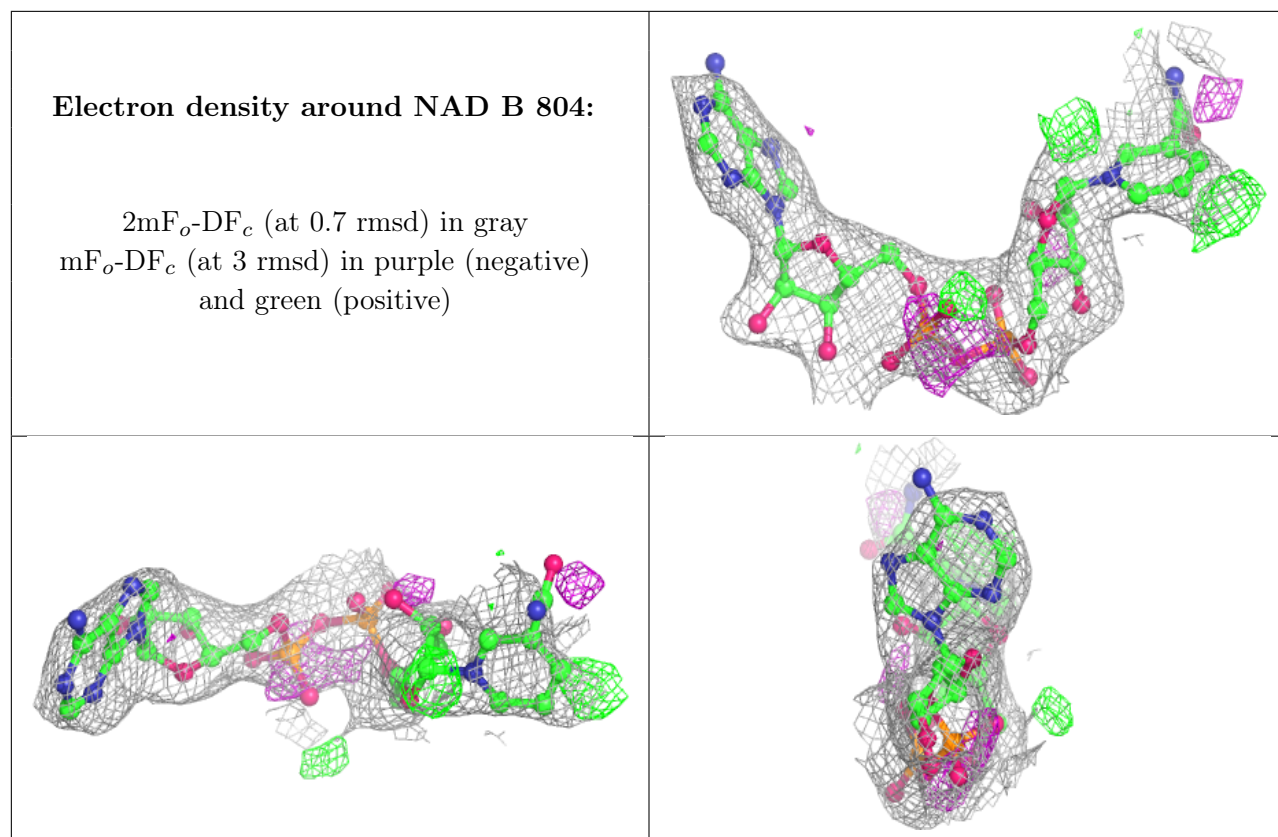 Electron density around NAD B 804:
2mFo-DFc (at 0.7 rmsd) in gray
mFo-DFc (at 3 rmsd) in purple (negative)
and green (positive)